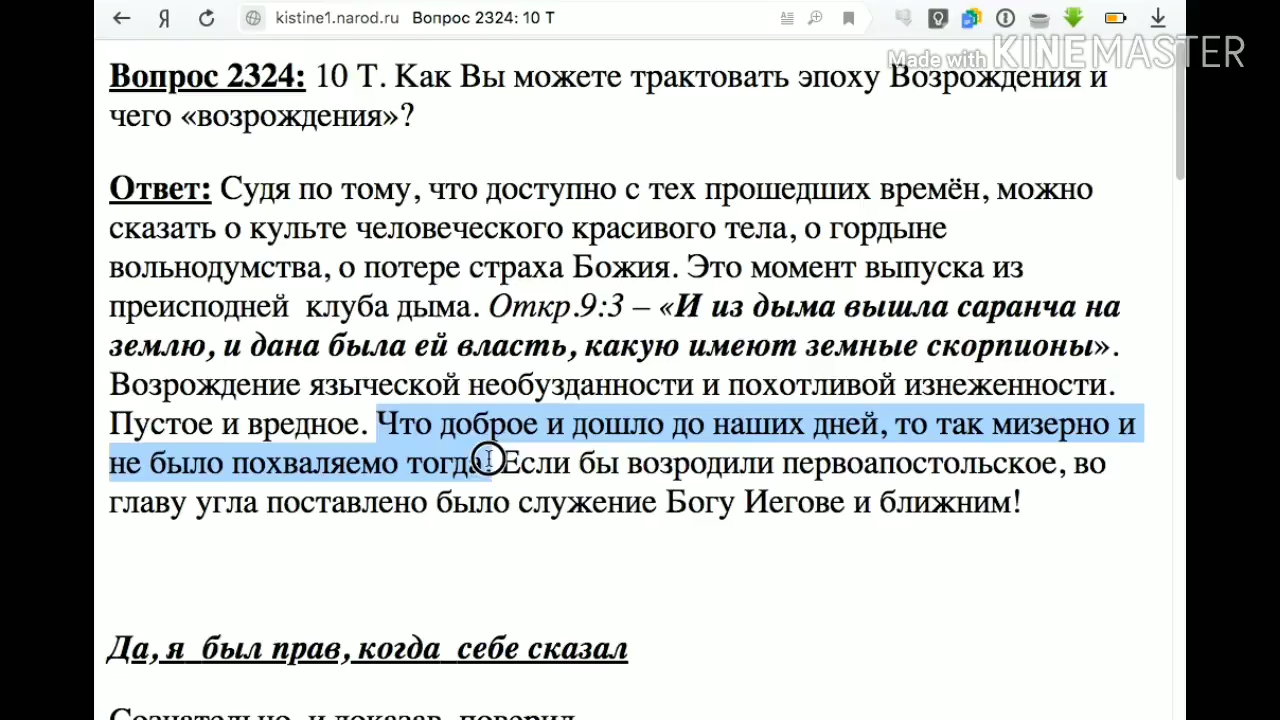 kistine1.narod.ru Вопрос 2324: 10 Т
Made with KINEMASTER
Вопрос 2324: 10 Т. Как Вы можете трактовать эпоху Возрождения и
чего «возрождения»?
Ответ: Судя по тому, что доступно с тех прошедших времён, можно
сказать о культе человеческого красивого тела, о гордыне
вольнодумства, о потере страха Божия. Это момент выпуска из
преисподней клуба дыма. Откр.9:3 – «И из дыма вышла саранча на
землю, и дана была ей власть, какую имеют земные скорпионы».
Возрождение языческой необузданности и похотливой изнеженности.
Пустое и вредное. Что доброе и дошло до наших дней, то так мизерно и
не было похваляемо тогда. Если бы возродили первоапостольское, во
главу угла поставлено было служение Богу Иегове и ближним!
Да, я был прав, когда себе сказал
Сознательно и доказав, поверил